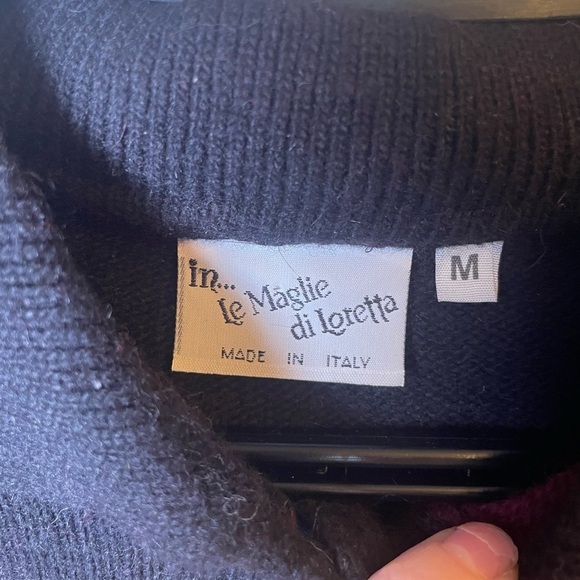 in...
Le Maglie
di Loretta
MADE IN ITALY
M